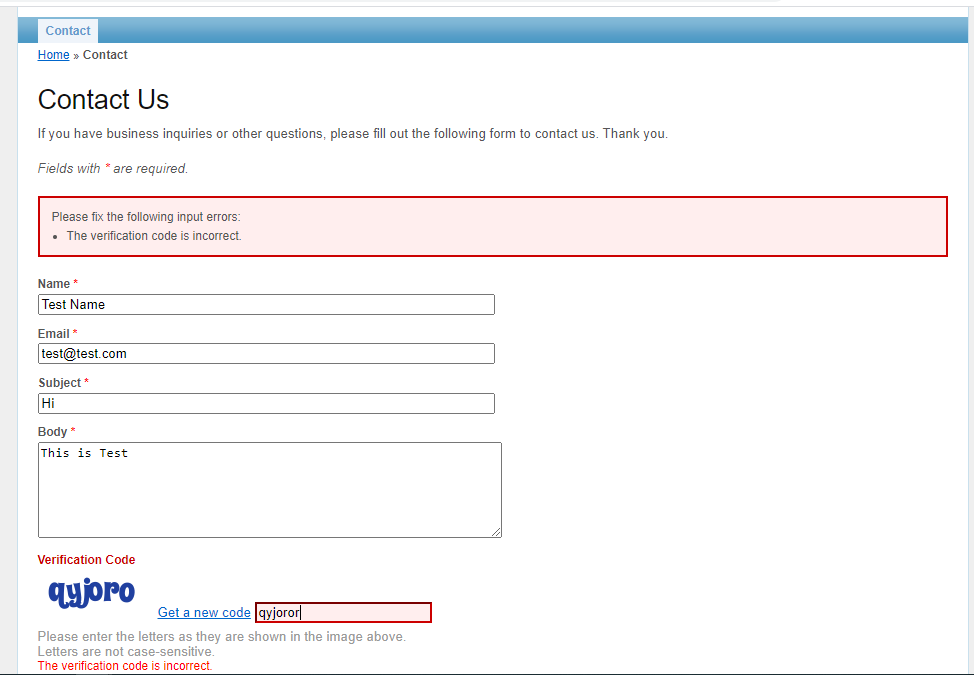 Contact
Home » Contact
Contact Us
If you have business inquiries or other questions, please fill out the following form to contact us. Thank you.
Fields with * are required.
Please fix the following input errors:
• The verification code is incorrect.
Name *
Test Name
Email *
test@test.com
Subject *
Hi
Body *
This is Test
Verification Code
qyjoro
Get a new code qyjoror
Please enter the letters as they are shown in the image above.
Letters are not case-sensitive.
The verification code is incorrect.